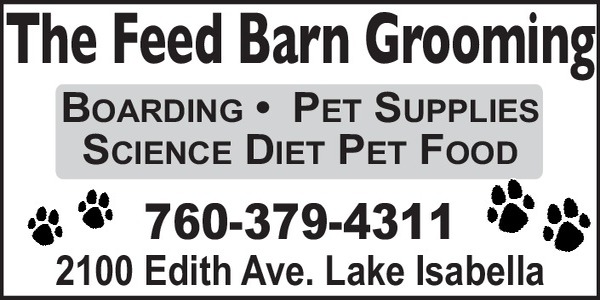 The Feed Barn Grooming
BOARDING • PET SUPPLIES
SCIENCE DIET PET FOOD
760-379-4311
2100 Edith Ave. Lake Isabella